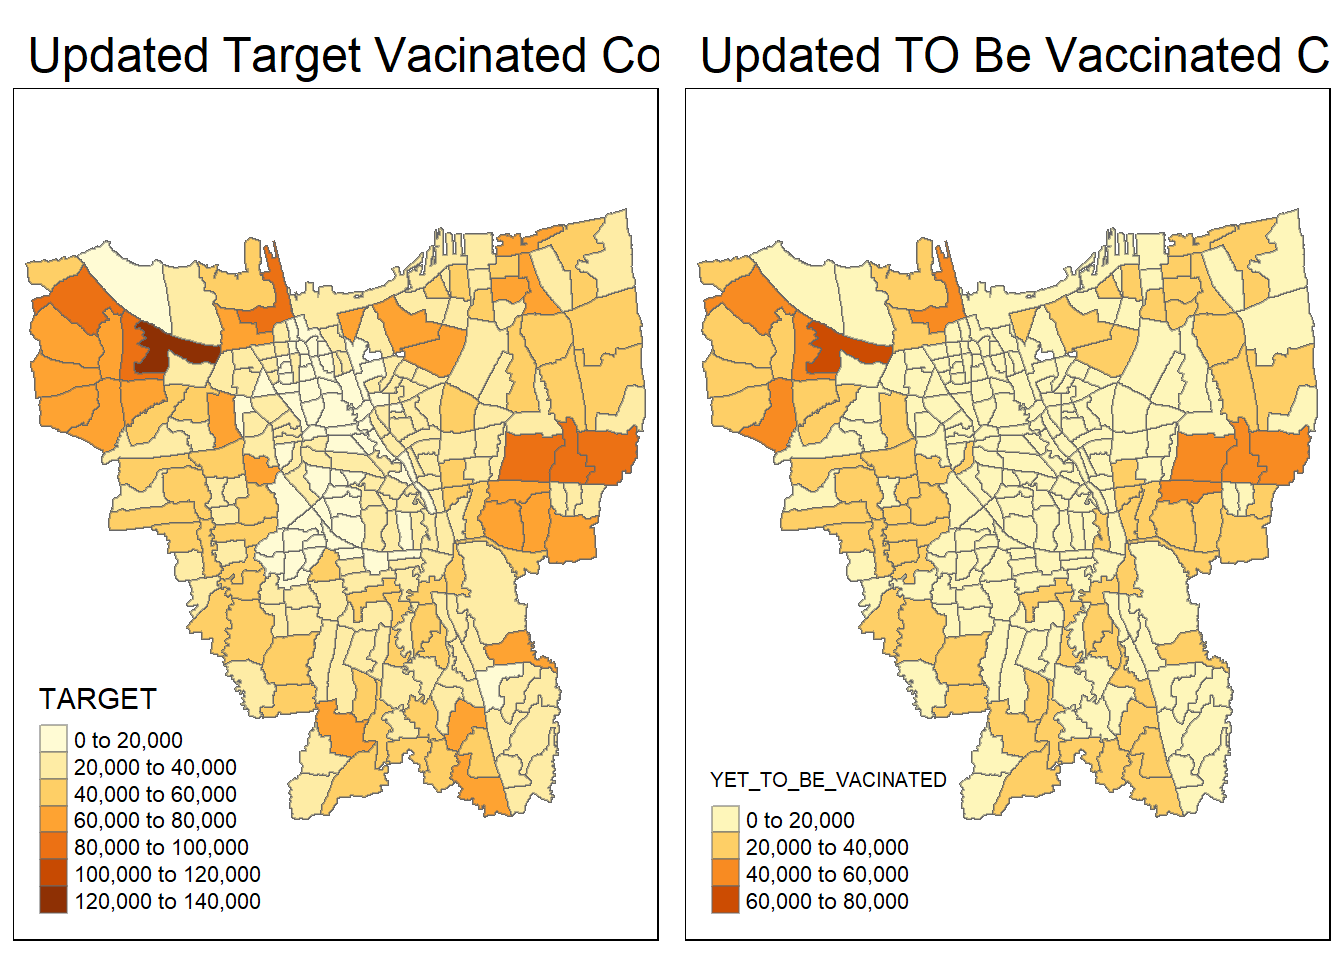 Updated Target Vacinated Co
Updated TO Be Vaccinated C
TARGET
0 to 20,000
20,000 to 40,000
40,000 to 60,000
60,000 to 80,000
80,000 to 100,000
100,000 to 120,000
120,000 to 140,000
YET_TO_BE_VACINATED
0 to 20,000
20,000 to 40,000
40,000 to 60,000
60,000 to 80,000